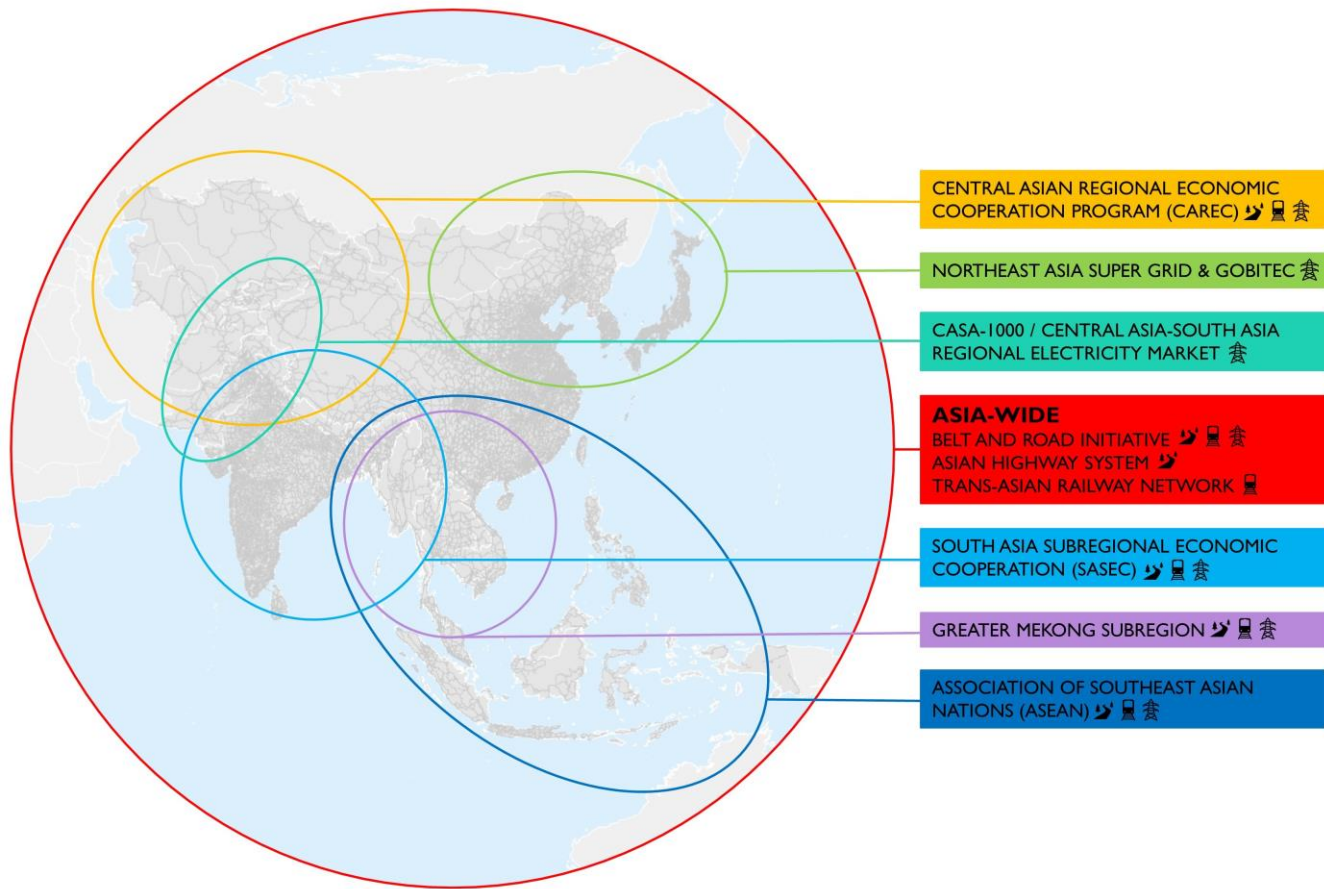 CENTRAL ASIAN REGIONAL ECONOMIC
COOPERATION PROGRAM (CAREC)
NORTHEAST ASIA SUPER GRID & GOBITEC
CASA-1000 / CENTRAL ASIA-SOUTH ASIA
REGIONAL ELECTRICITY MARKET
ASIA-WIDE
BELT AND ROAD INITIATIVE
ASIAN HIGHWAY SYSTEM
TRANS-ASIAN RAILWAY NETWORK
SOUTH ASIA SUBREGIONAL ECONOMIC
COOPERATION (SASEC)
GREATER MEKONG SUBREGION
ASSOCIATION OF SOUTHEAST ASIAN
NATIONS (ASEAN)